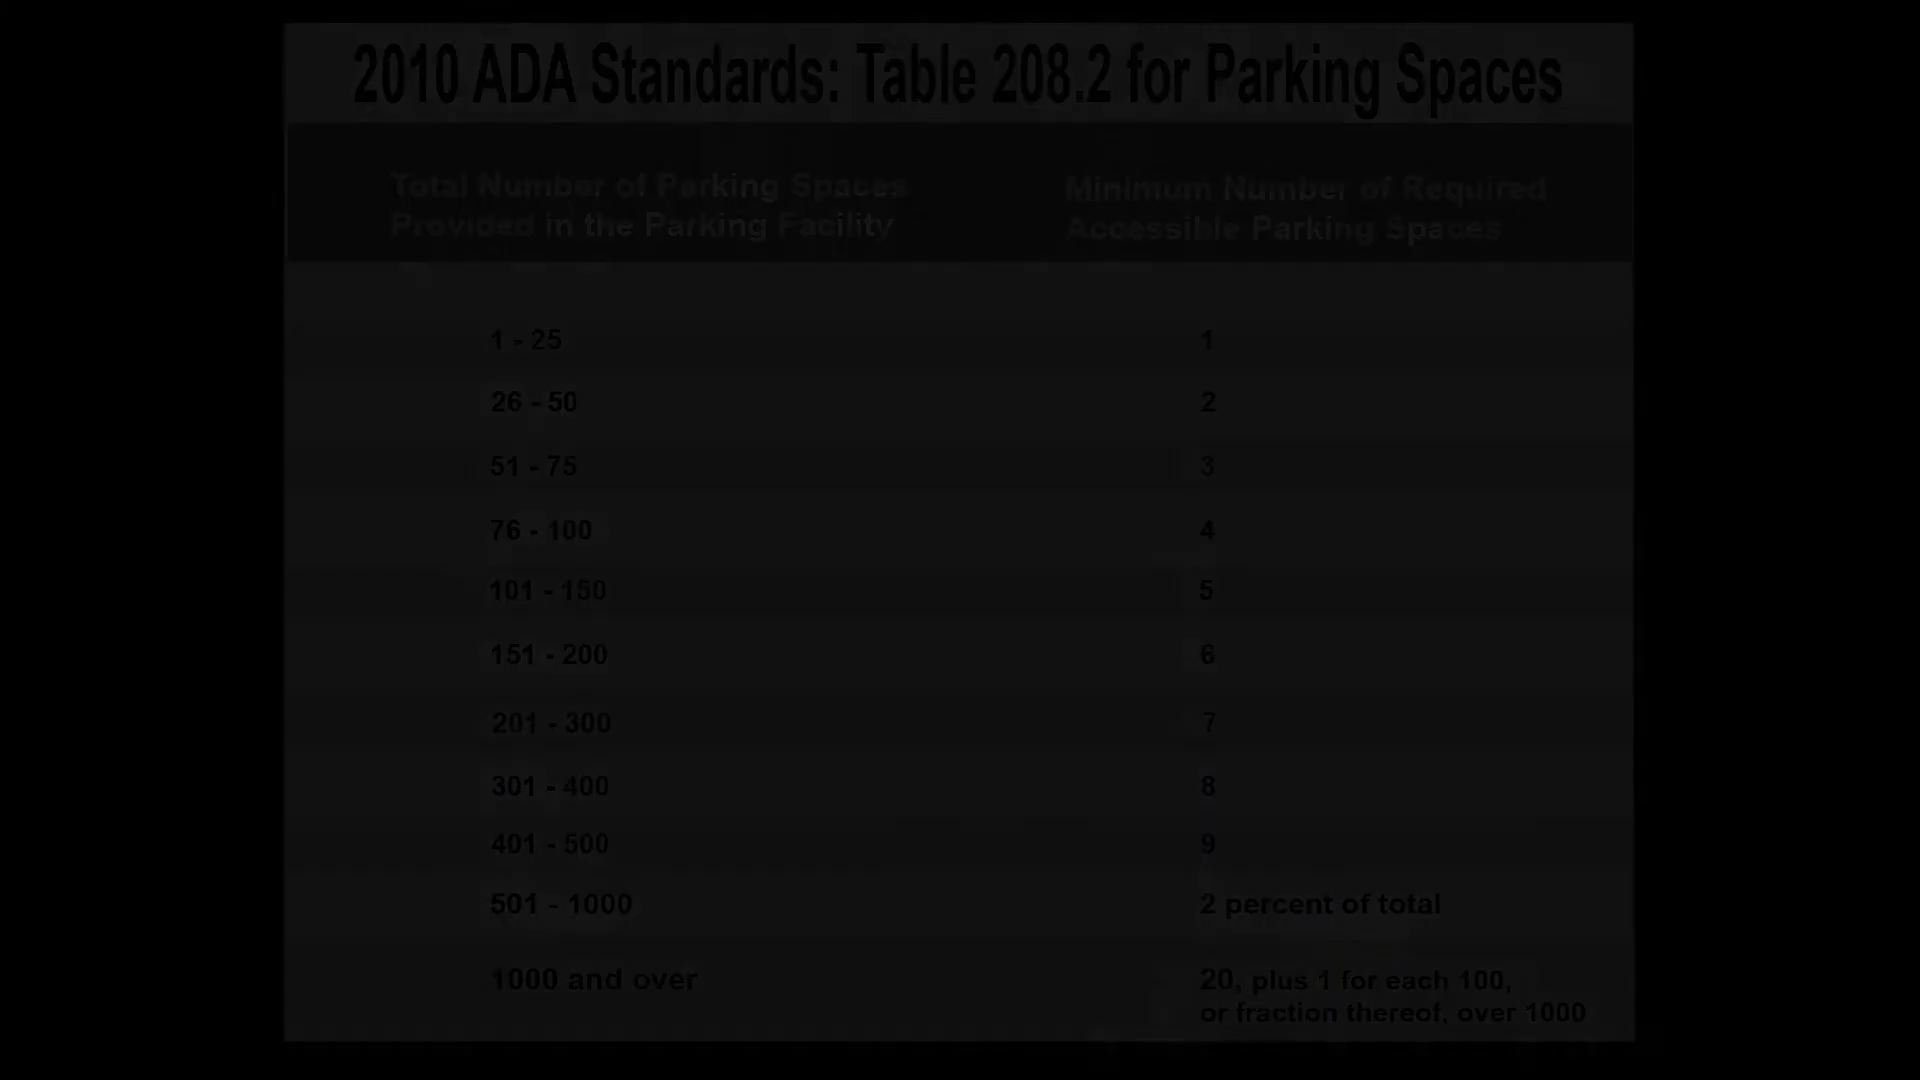 2010 ADA Standards: Table 208.2 for Parking Spaces
Total Number of Parking Spaces
Provided in the Parking Facility
Minimum Number of Required
Accessible Parking Spaces
1 - 25 1
26 - 50 2
51 - 75 3
76 - 100 4
101 - 150 5
151 - 200 6
201 - 300 7
301 - 400 8
401 - 500 9
501 - 1000 2 percent of total
1000 and over 20, plus 1 for each 100,
or fraction thereof, over 1000